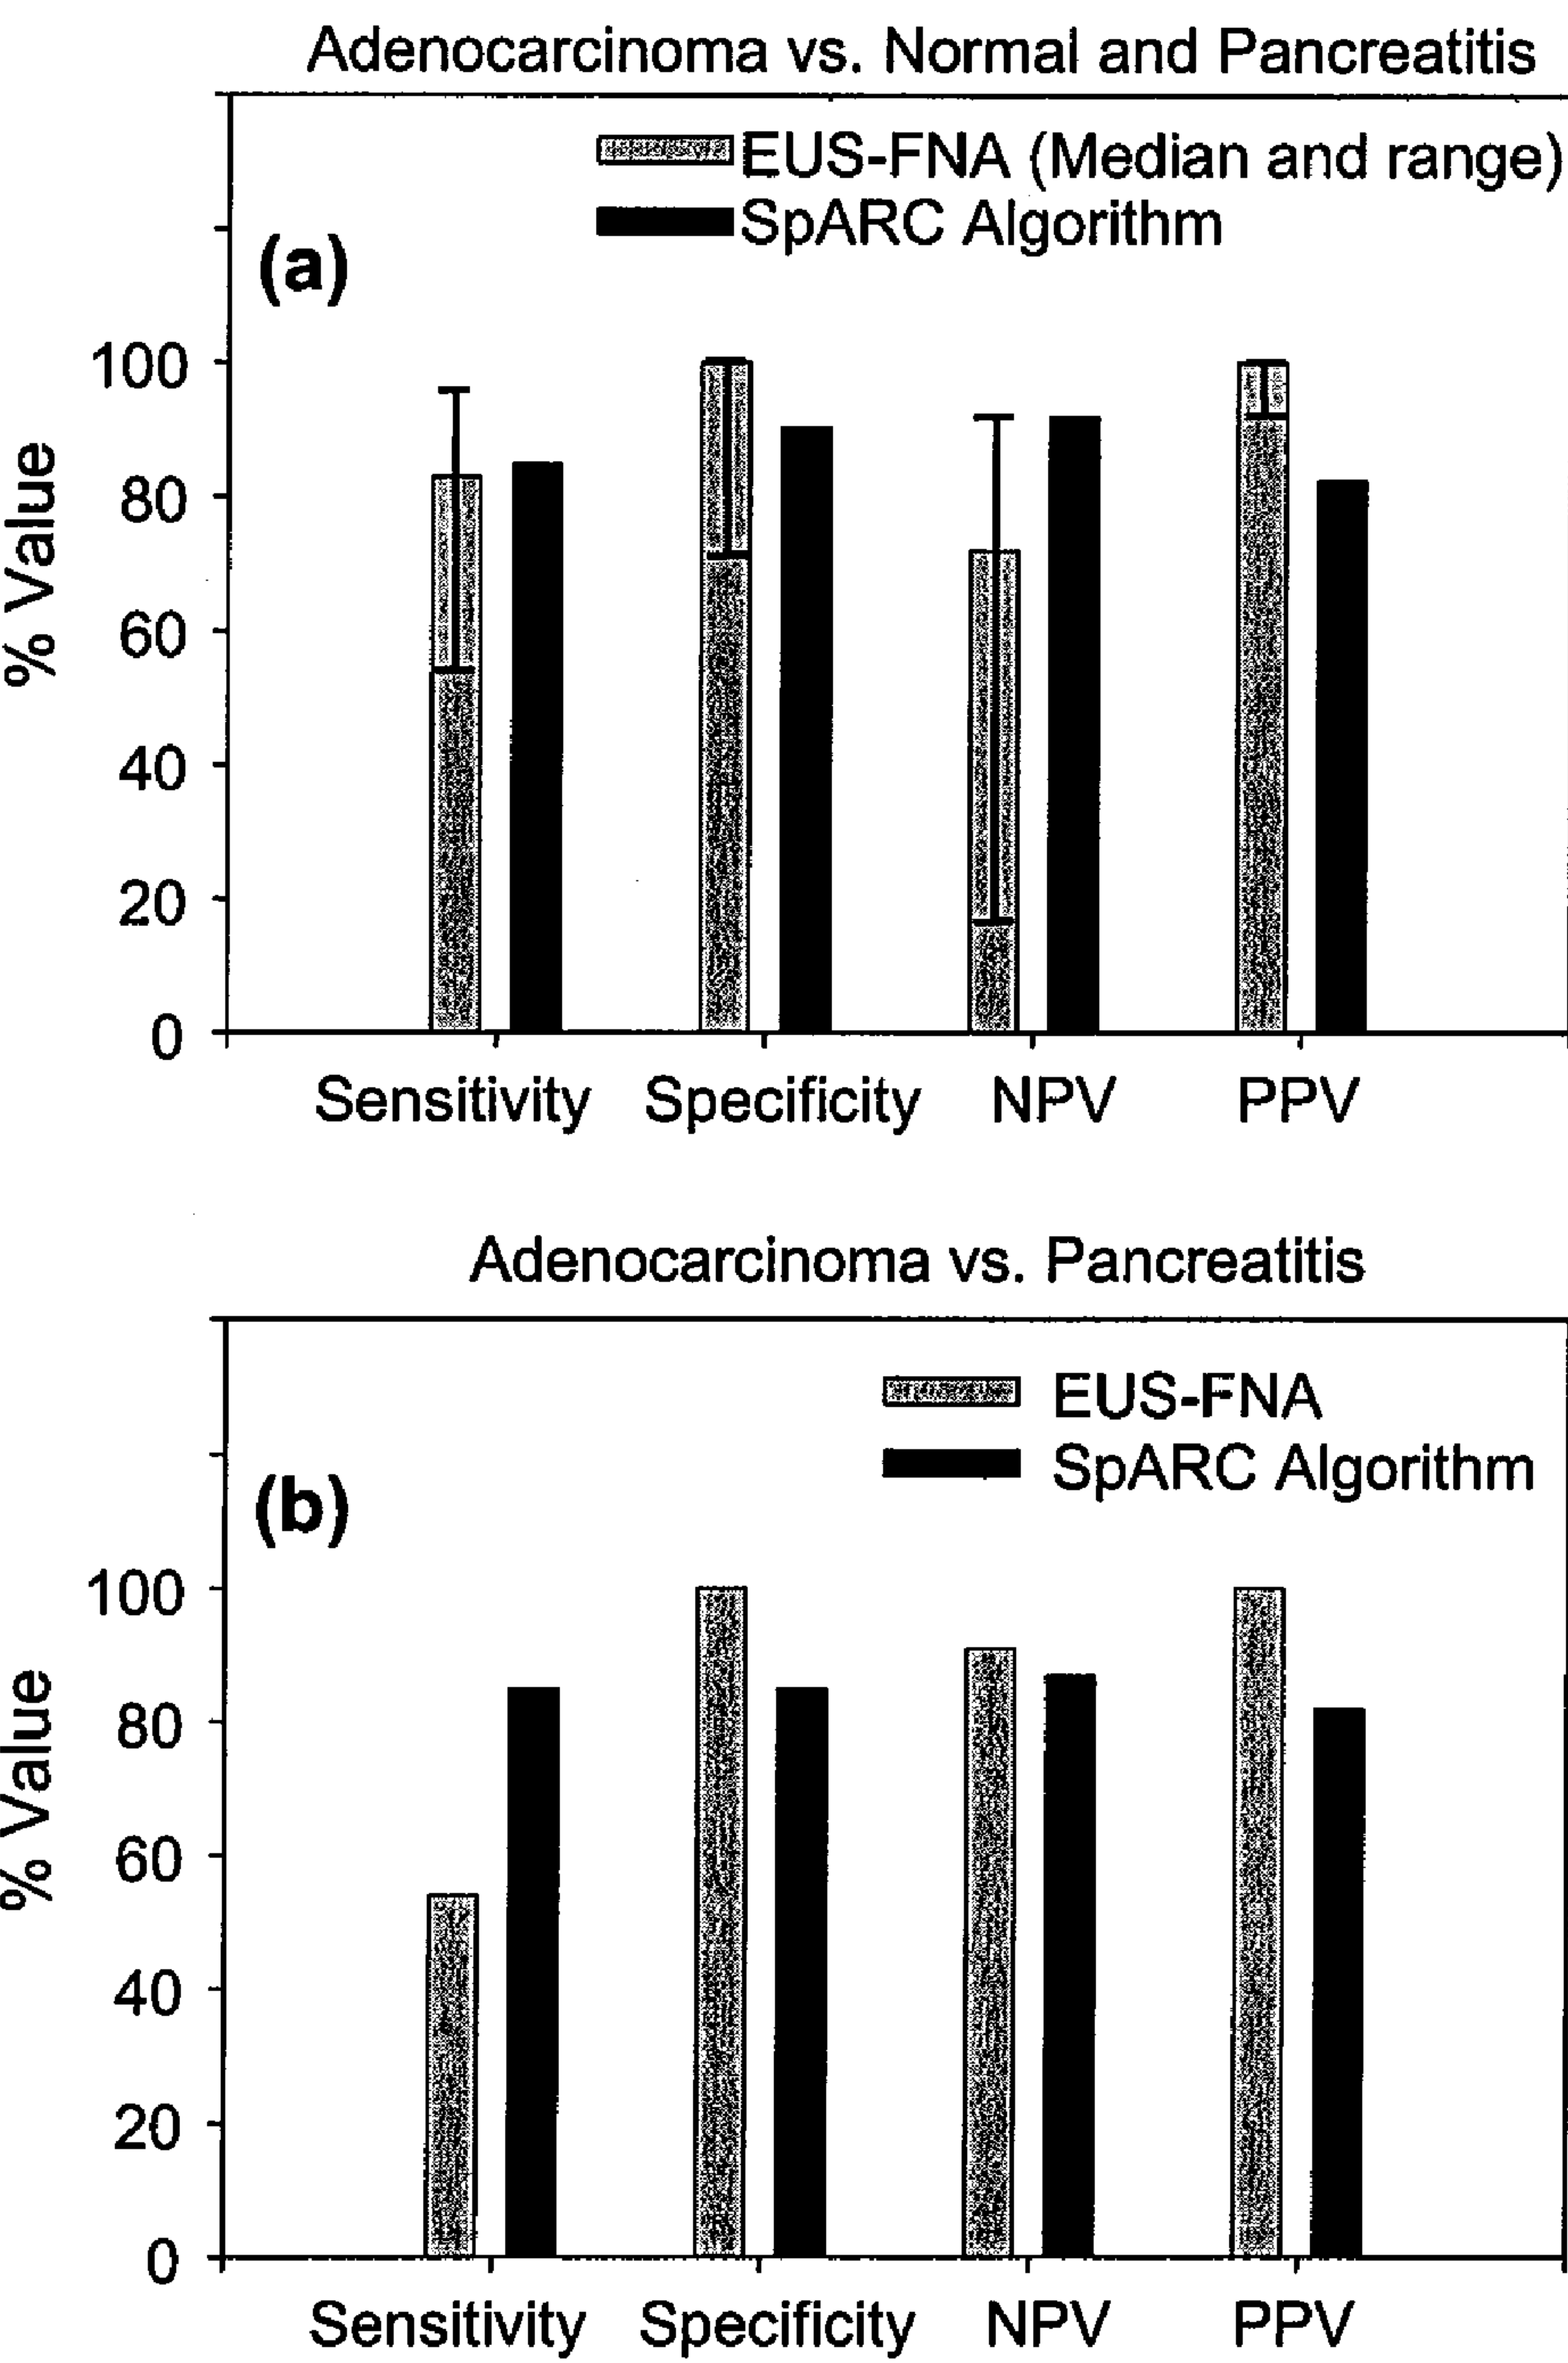 Adenocarcinoma vs. Normal and Pancreatitis
EUS-FNA (Median and range)
SpARC Algorithm
(a)
% Value
100
80
60
40
20
0
Sensitivity Specificity NPV PPV
Adenocarcinoma vs. Pancreatitis
EUS-FNA
SpARC Algorithm
(b)
% Value
100
80
60
40
20
0
Sensitivity Specificity NPV PPV